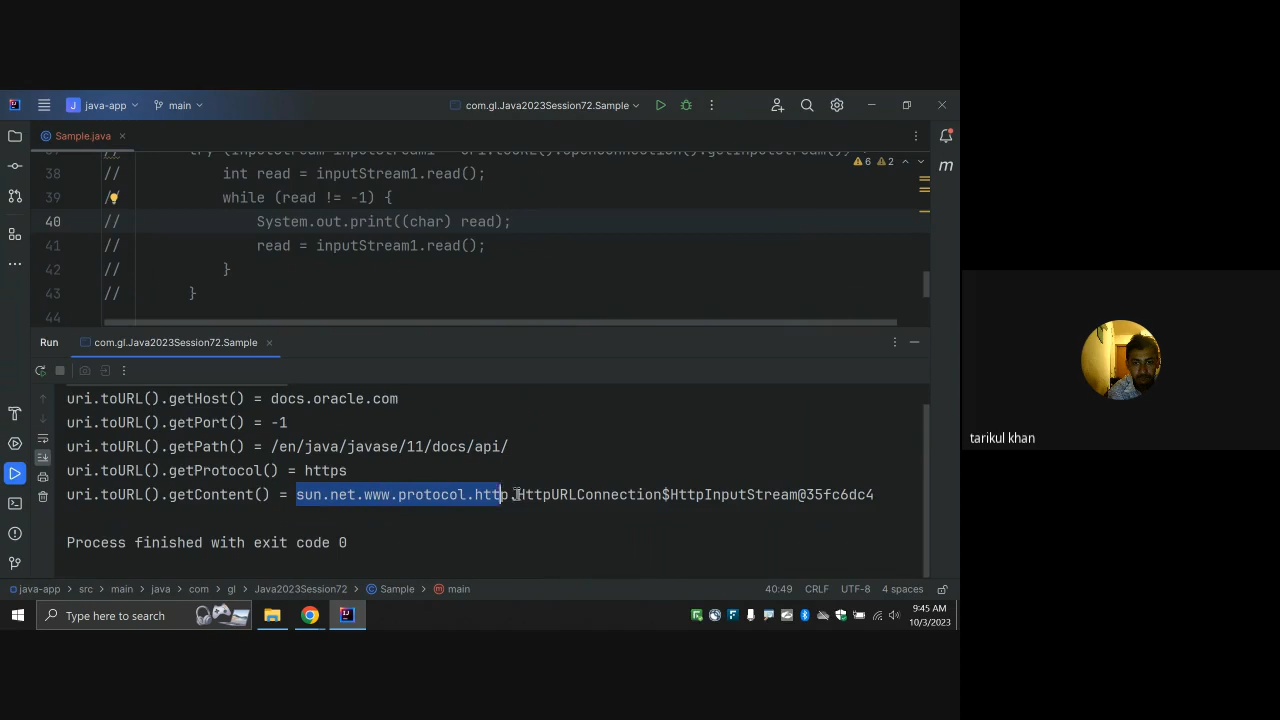 java-app
main
com.gl.Java2023Session72.Sample
Sample.java
//
6
2
38 // int read = inputStream1.read();
39 // while (read != -1) {
40 // System.out.print((char) read);
41 // read = inputStream1.read();
42 // }
43 // }
44
Run
com.gl.Java2023Session72.Sample
uri.toURL().getHost() = docs.oracle.com
uri.toURL().getPort() = -1
uri.toURL().getPath() = /en/java/javase/11/docs/api/
uri.toURL().getProtocol() = https
uri.toURL().getContent() = sun.net.www.protocol.http.HttpURLConnection$HttpInputStream@35fc6dc4
Process finished with exit code 0
java-app > src > main > java > com > gl > Java2023Session72 > Sample > main
40:49 CRLF UTF-8 4 spaces
Type here to search
9:45 AM
10/3/2023
tarikul khan